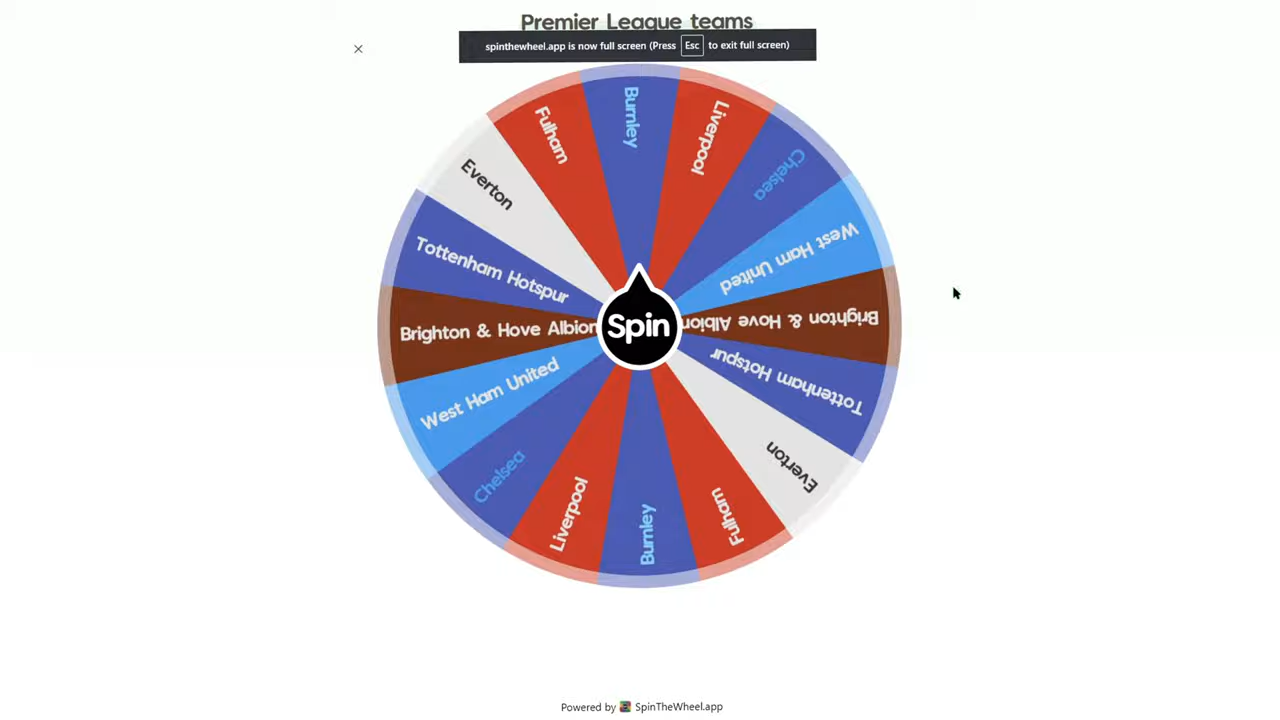 Premier League teams
spinthewheel.app is now full screen (Press Esc to exit full screen)
Burnley
Liverpool
Chelsea
West Ham United
Brighton & Hove Albion
Tottenham Hotspur
Everton
Fulham
Burnley
Liverpool
Chelsea
West Ham United
Brighton & Hove Albion
Tottenham Hotspur
Everton
Fulham
Spin
Powered by SpinTheWheel.app